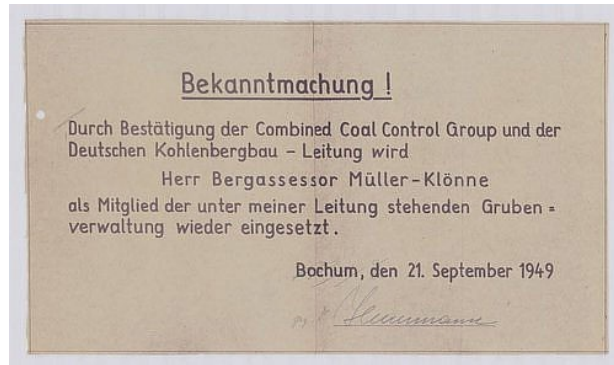 Bekanntmachung !
Durch Bestätigung der Combined Coal Control Group und der
Deutschen Kohlenbergbau - Leitung wird
Herr Bergassessor Müller-Klönne
als Mitglied der unter meiner Leitung stehenden Gruben =
verwaltung wieder eingesetzt.
Bochum, den 21. September 1949